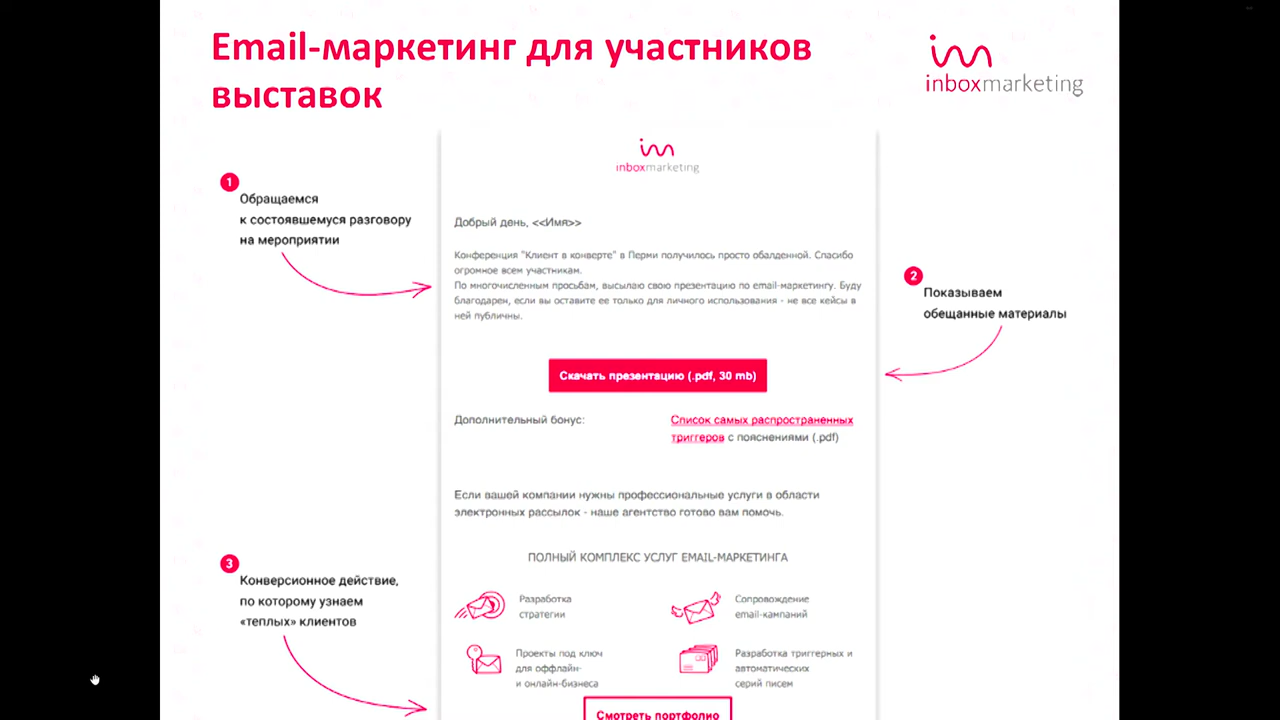 Email-маркетинг для участников
выставок
inboxmarketing
inboxmarketing
1
Обращаемся
к состоявшемуся разговору
на мероприятии
Добрый день, <<Имя>>
Конференция "Клиент в конверте" в Перми получилось просто обалденной. Спасибо
огромное всем участникам.
По многочисленным просьбам, высылаю свою презентацию по email-маркетингу. Буду
благодарен, если вы оставите ее только для личного использования - не все кейсы в
ней публичны.
2
Показываем
обещанные материалы
Скачать презентацию (.pdf, 30 mb)
Дополнительный бонус:
Список самых распространенных
триггеров с пояснениями (.pdf)
Если вашей компании нужны профессиональные услуги в области
электронных рассылок - наше агентство готово вам помочь.
ПОЛНЫЙ КОМПЛЕКС УСЛУГ EMAIL-МАРКЕТИНГА
3
Конверсионное действие,
по которому узнаем
«теплых» клиентов
Разработка
стратегии
Сопровождение
email-кампаний
Проекты под ключ
для оффлайн-
и онлайн-бизнеса
Разработка триггерных и
автоматических
серий писем
Смотреть портфолио